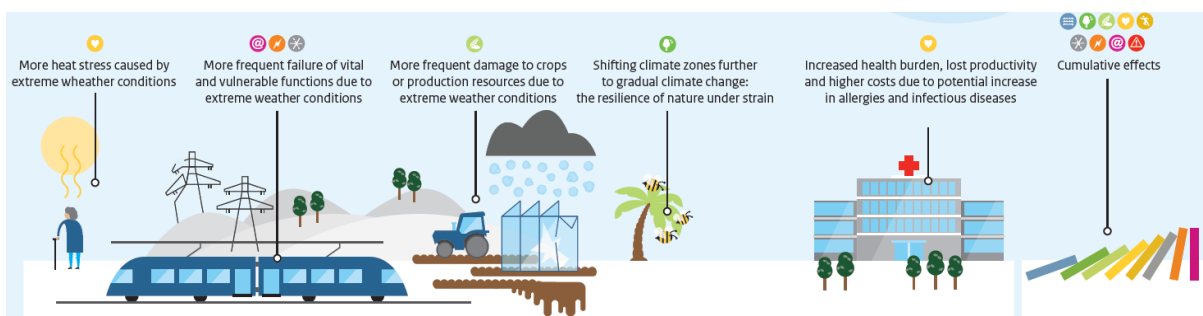 More heat stress caused by
extreme wheather conditions
More frequent failure of vital
and vulnerable functions due to
extreme weather conditions
More frequent damage to crops
or production resources due to
extreme weather conditions
Shifting climate zones further
to gradual climate change:
the resilience of nature under strain
Increased health burden, lost productivity
and higher costs due to potential increase
in allergies and infectious diseases
Cumulative effects